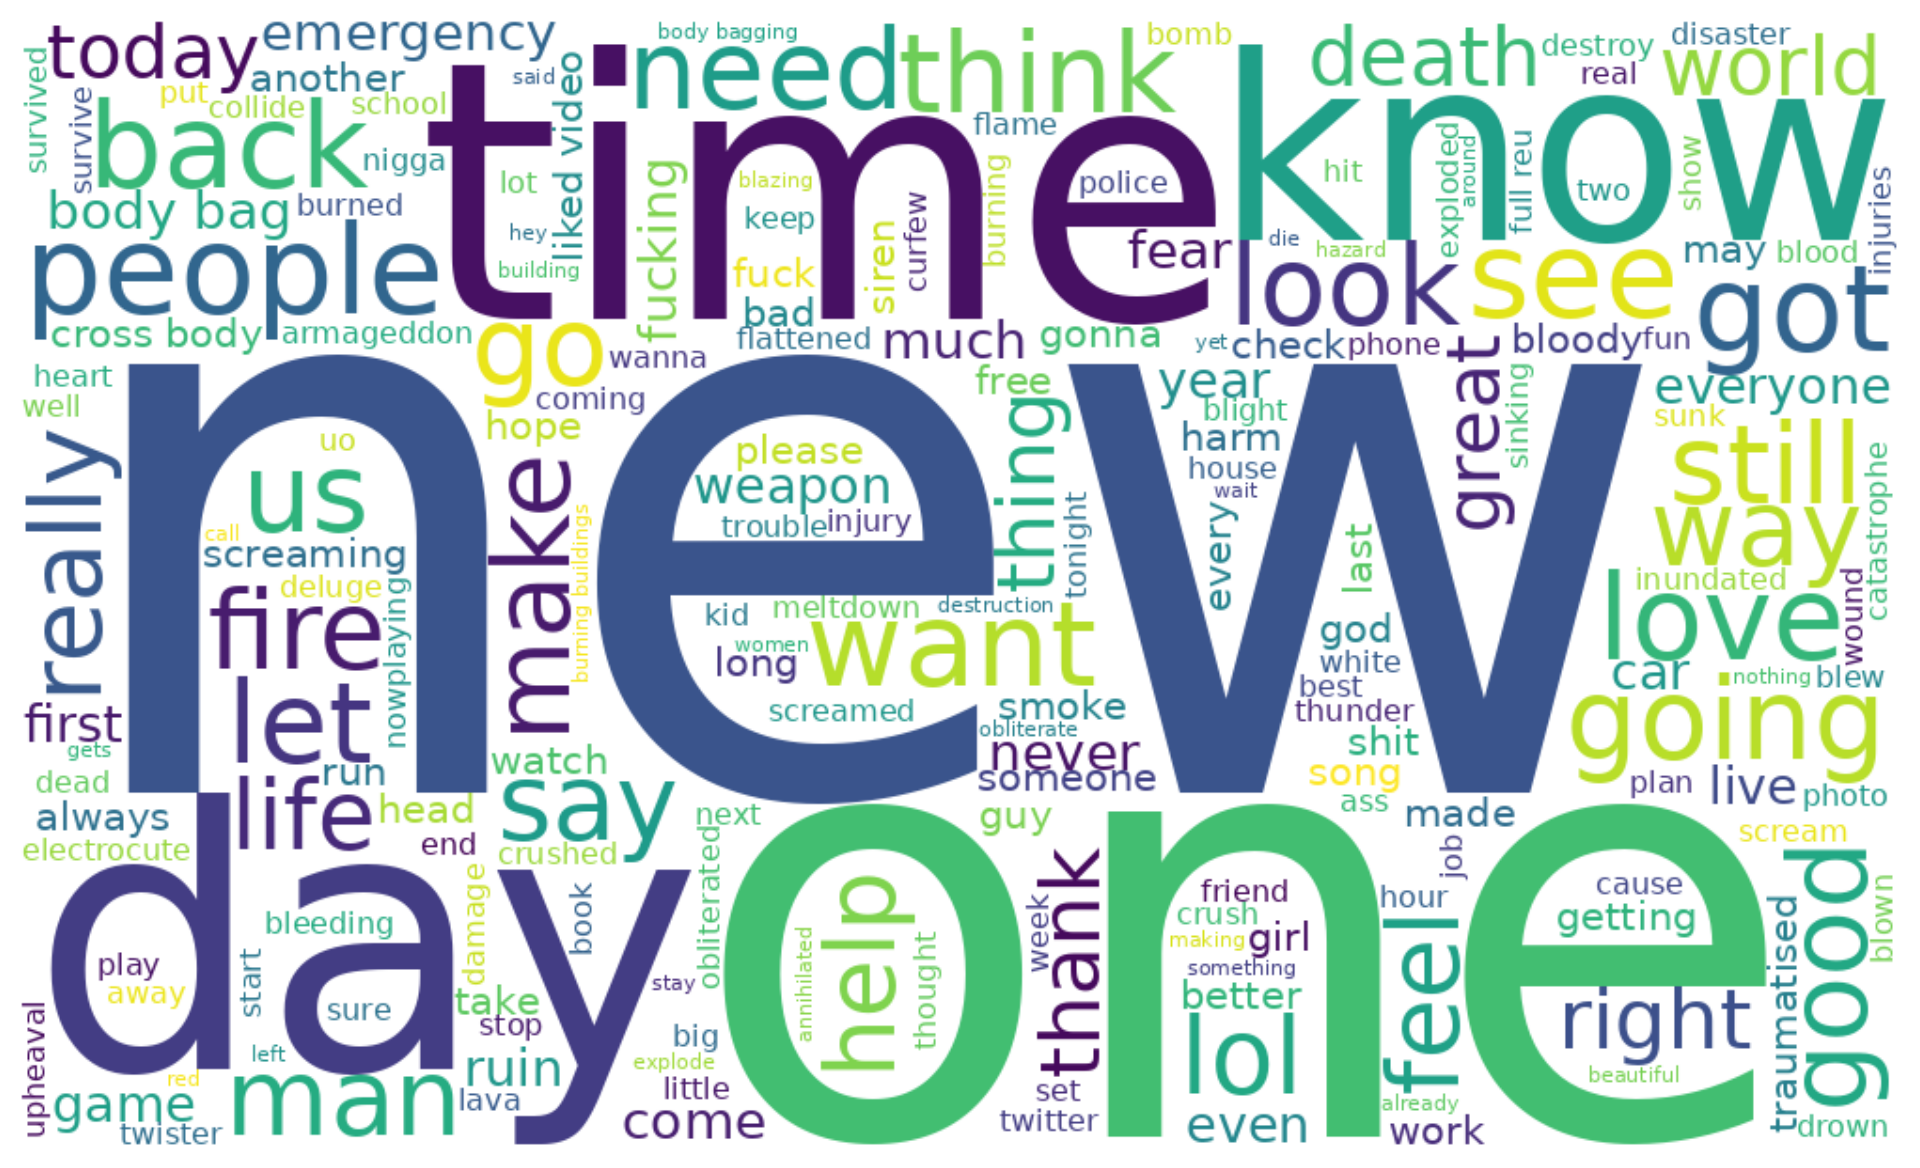 today
emergency
another
survived
survive
put
collide
school
back
nigga
body bag
burned
people
cross body
armageddon
time
said
liked video
lot
hey
building
need
body bagging
think
bomb
flame
fucking
blazing
keep
police
siren
curfew
burning
fuck
bad
flattened
fear
much
gonna
know
death
destroy
disaster
real
world
hit
exploded
around
full reu
two
show
injuries
die
hazard
may
blood
look
see
got
yet
check
phone
great
bloody
fun
go
wanna
coming
hope
free
year
blight
harm
house
wait
every
sinking
everyone
sunk
still
way
catastrophe
heart
well
really
new
uo
us
call
screaming
deluge
fire
nowplaying
let
run
life
make
burning buildings
please
weapon
trouble
injury
thing
tonight
kid
meltdown
destruction
women
long
want
screamed
smoke
obliterate
never
someone
last
god
white
best
thunder
shit
song
ass
inundated
love
wound
car
nothing
blew
going
first
gets
dead
always
electrocute
head
end
watch
say
crushed
next
guy
made
plan
live
photo
scream
day
play
away
bleeding
start
sure
damage
book
take
stop
stay
obliterated
upheaval
left
red
game
twister
man
ruin
lava
big
explode
little
come
one
annihilated
help
thought
week
thank
set
twitter
friend
crush
making
girl
something
better
lol
even
hour
job
feel
already
work
cause
getting
right
beautiful
traumatised
good
blown
drown